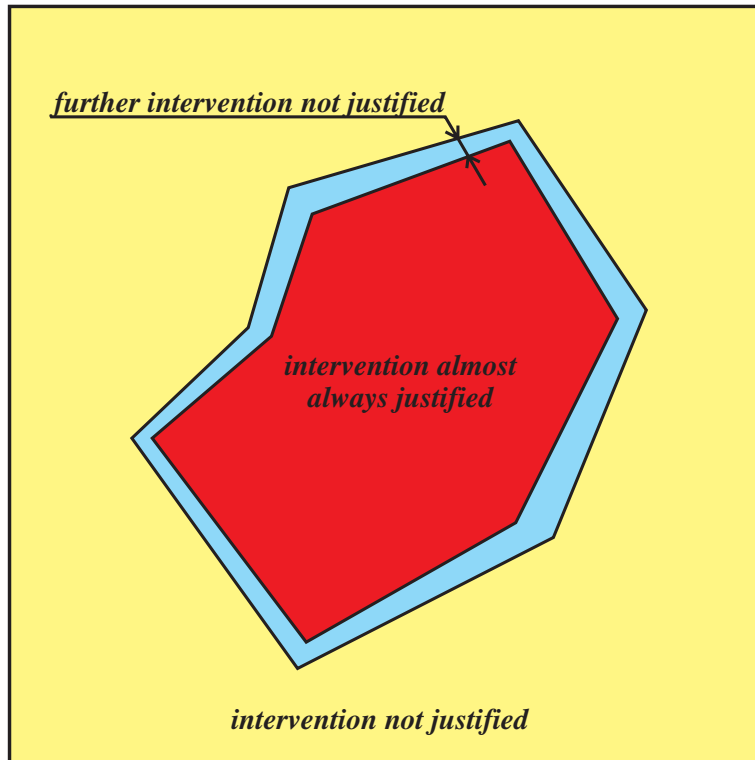 further intervention not justified
intervention almost
always justified
intervention not justified